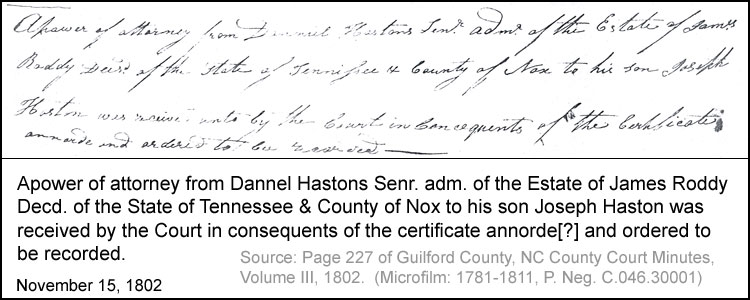 Apower of attorney from Dannel Hastons Senr. admr. of the Estate of James
Roddy Decd. of the State of Tennissee & County of Nox to his son Joseph
Haston was receivd by the Court in Concequents of the Certificate
annorde and ordered to be recorded
Apower of attorney from Dannel Hastons Senr. adm. of the Estate of James Roddy
Decd. of the State of Tennessee & County of Nox to his son Joseph Haston was
received by the Court in consequents of the certificate annorde[?] and ordered to
be recorded.
Source: Page 227 of Guilford County, NC County Court Minutes,
Volume III, 1802. (Microfilm: 1781-1811, P. Neg. C.046.30001)
November 15, 1802